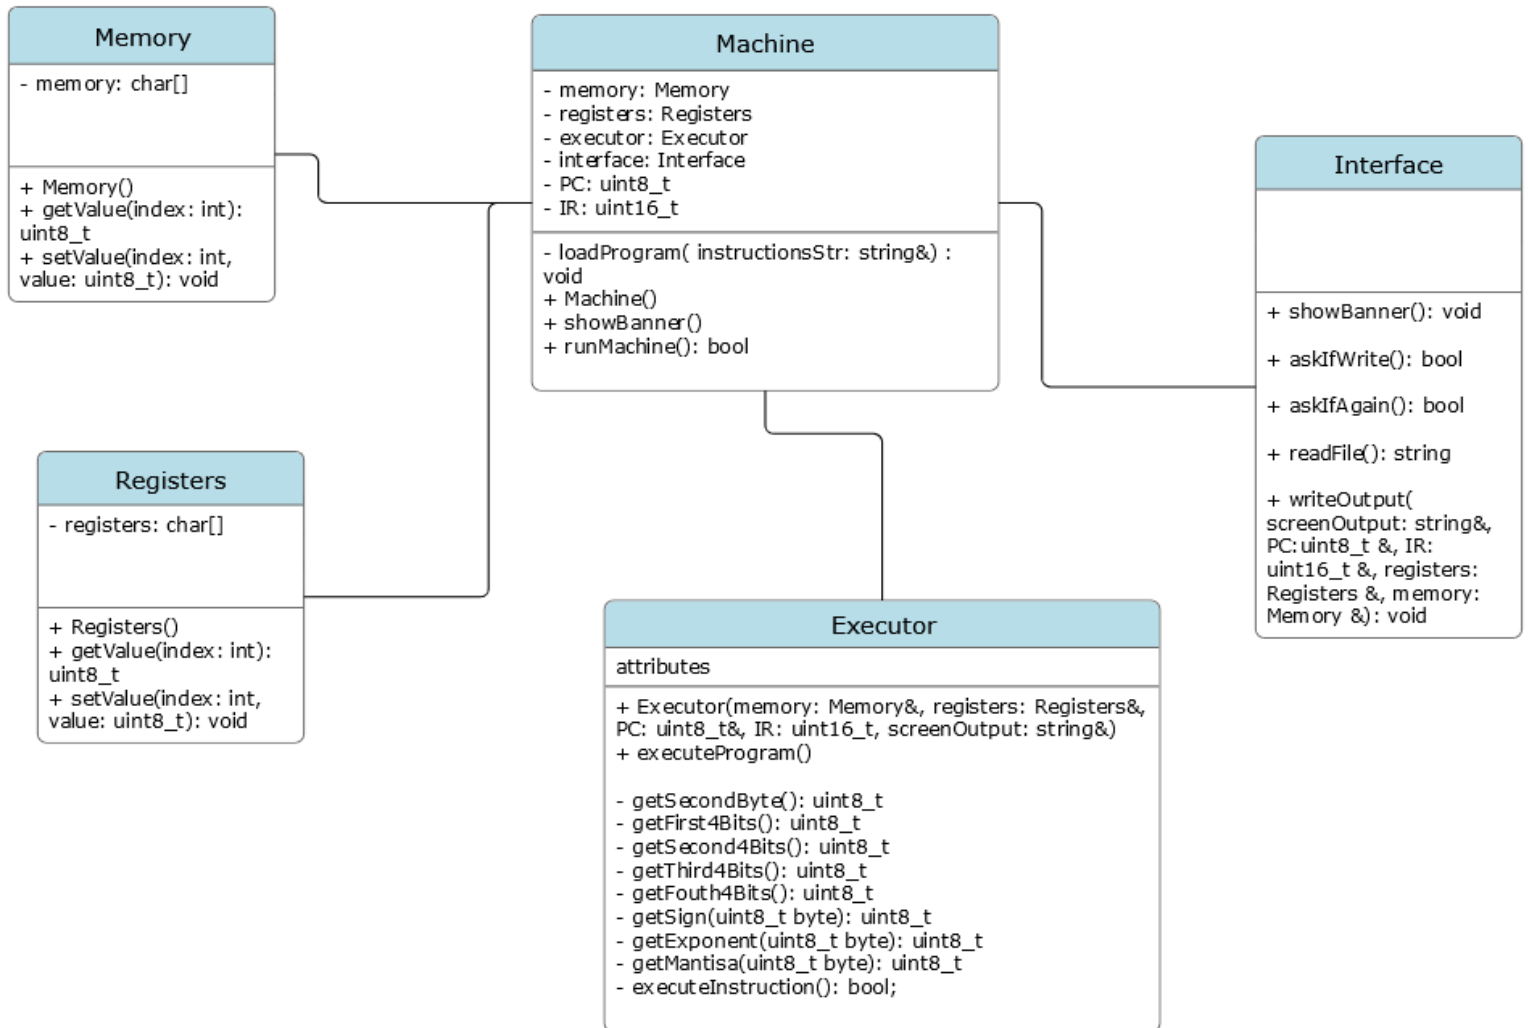 Memory
- memory: char[]
+ Memory()
+ getValue(index: int):
uint8_t
+ setValue(index: int,
value: uint8_t): void
Machine
- memory: Memory
- registers: Registers
- executor: Executor
- interface: Interface
- PC: uint8_t
- IR: uint16_t
- loadProgram( instructionsStr: string&) :
void
+ Machine()
+ showBanner()
+ runMachine(): bool
Interface
+ showBanner(): void
+ askIfWrite(): bool
+ askIfAgain(): bool
+ readFile(): string
+ writeOutput(
screenOutput: string&,
PC:uint8_t &, IR:
uint16_t &, registers:
Registers &, memory:
Memory &): void
Registers
- registers: char[]
+ Registers()
+ getValue(index: int):
uint8_t
+ setValue(index: int,
value: uint8_t): void
Executor
attributes
+ Executor(memory: Memory&, registers: Registers&,
PC: uint8_t&, IR: uint16_t, screenOutput: string&)
+ executeProgram()
- getSecondByte(): uint8_t
- getFirst4Bits(): uint8_t
- getSecond4Bits(): uint8_t
- getThird4Bits(): uint8_t
- getFouth4Bits(): uint8_t
- getSign(uint8_t byte): uint8_t
- getExponent(uint8_t byte): uint8_t
- getMantisa(uint8_t byte): uint8_t
- executeInstruction(): bool;